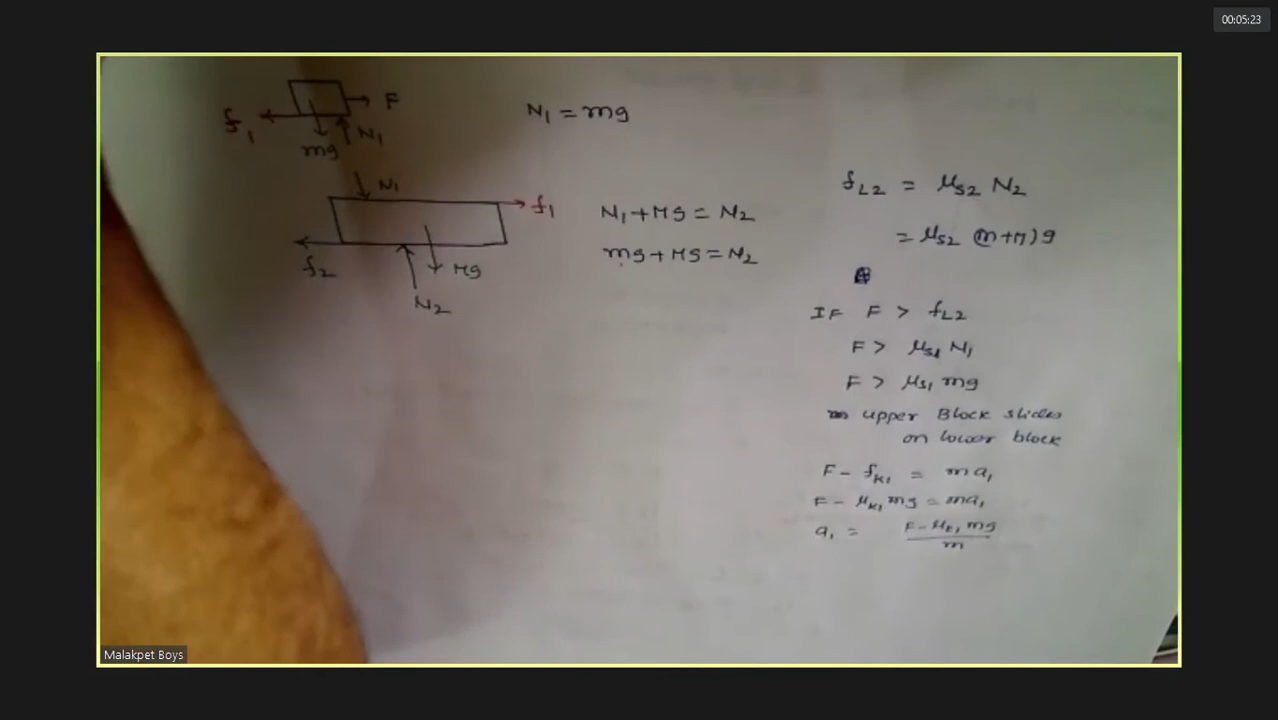 00:05:23
F
f1
N1
mg
N1 = mg
N1
f1
f2
Mg
N2
N1 + Mg = N2
mg + Mg = N2
fL2 = μS2 N2
= μS2 (m+M) g
IF F > fL2
F > μS1 N1
F > μS1 mg
upper Block slides
on lower block
F - fK1 = ma1
F - μK1 mg = ma1
a1 = F - μK1 mg
m
Malakpet Boys